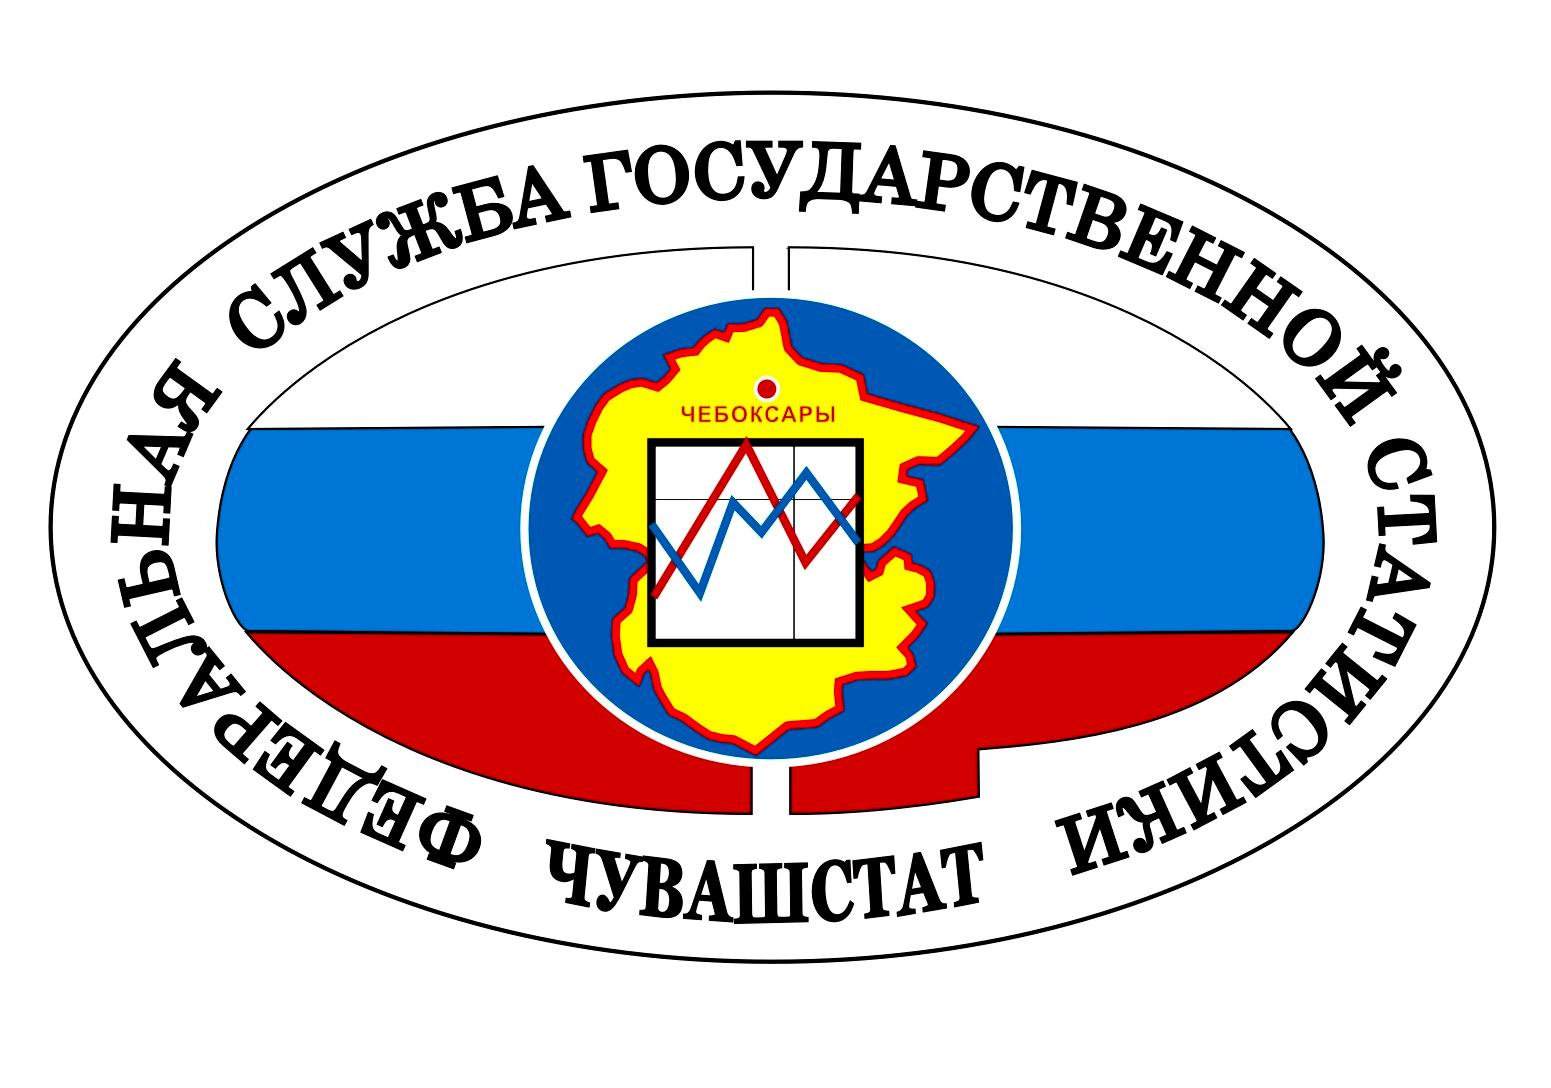 ФЕДЕРАЛЬНАЯ СЛУЖБА ГОСУДАРСТВЕННОЙ СТАТИСТИКИ
ЧЕБОКСАРЫ
ЧУВАШСТАТ